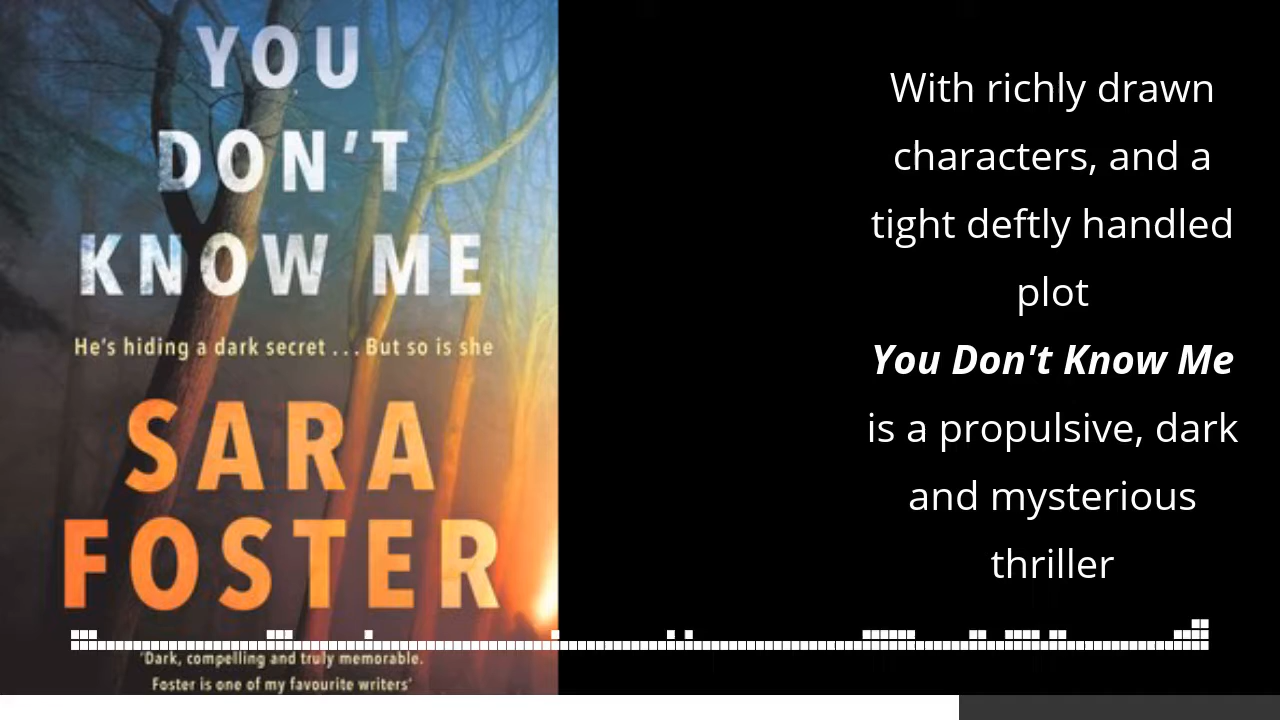 YOU
DON'T
KNOW ME
He's hiding a dark secret ... But so is she
SARA
FOSTER
'Dark, compelling and truly memorable.
Foster is one of my favourite writers'
With richly drawn
characters, and a
tight deftly handled
plot
You Don't Know Me
is a propulsive, dark
and mysterious
thriller